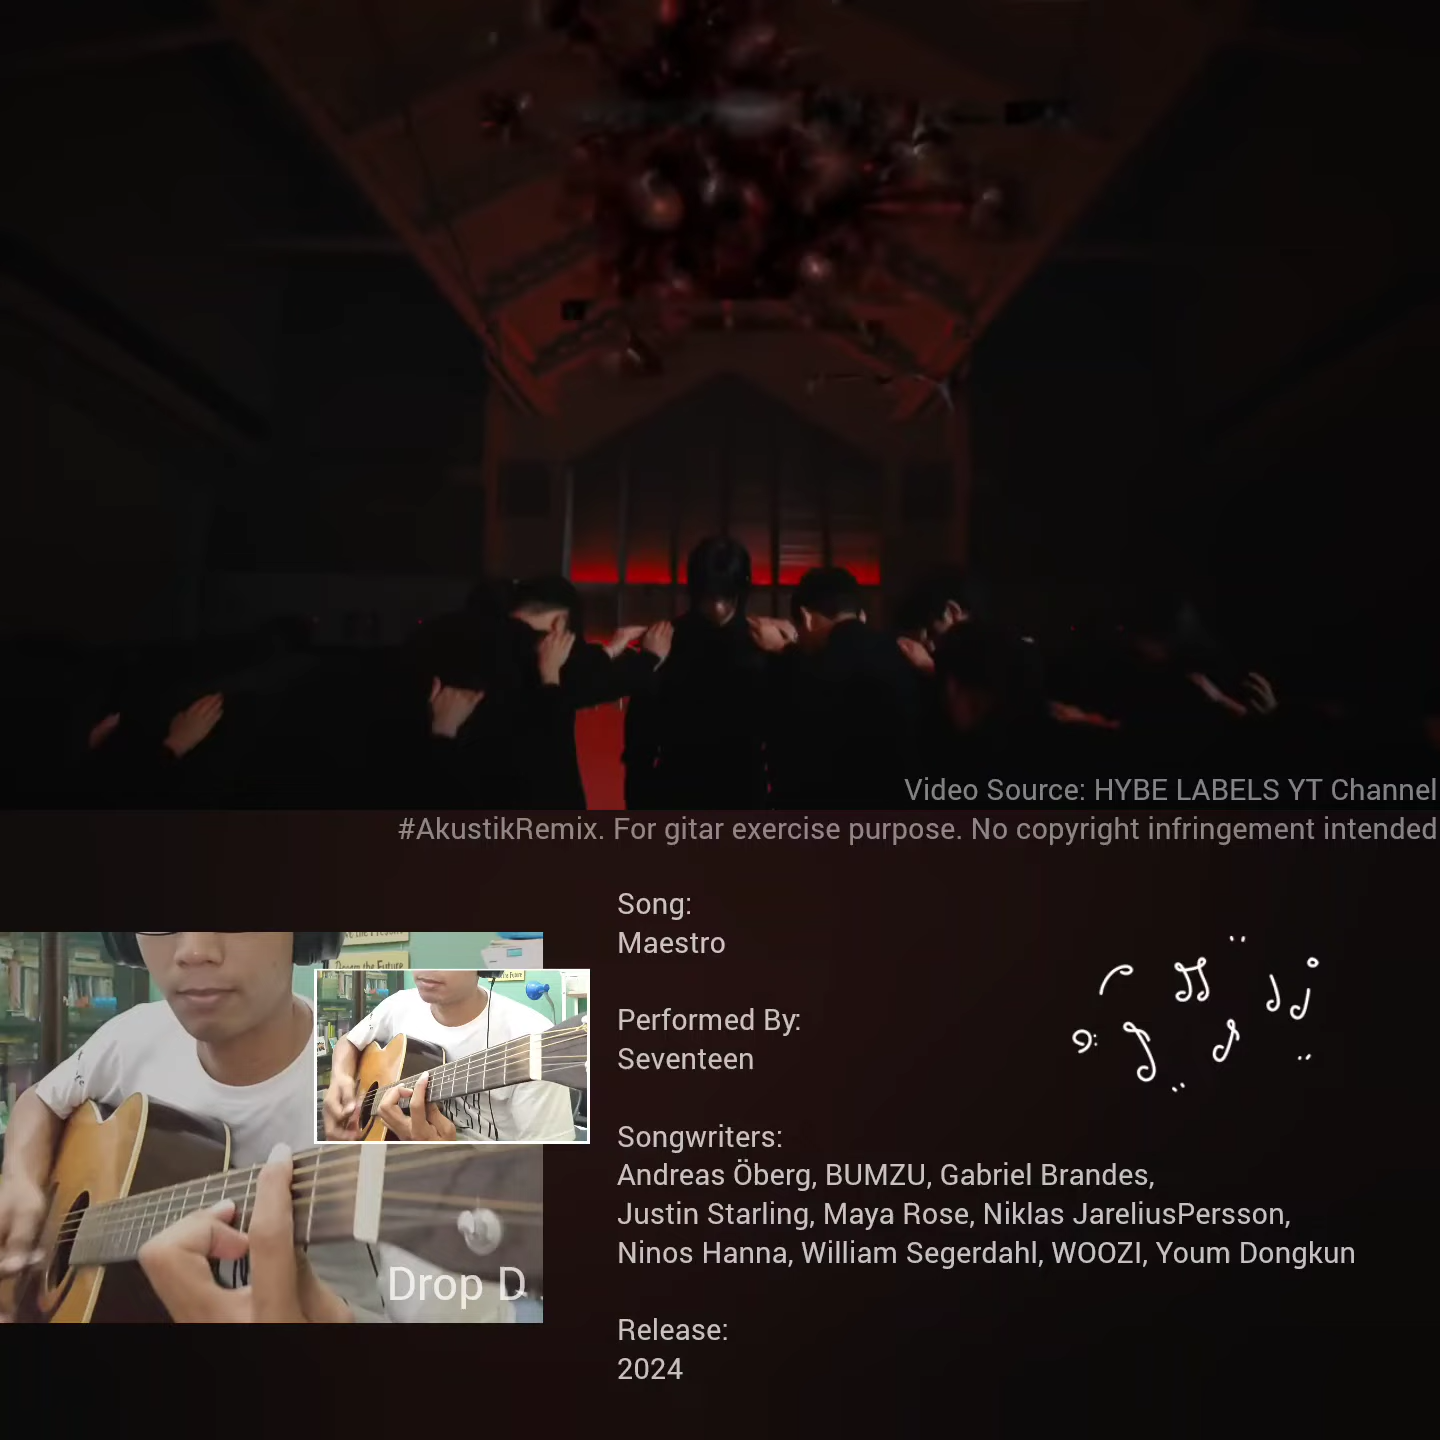 Video Source: HYBE LABELS YT Channel
#AkustikRemix. For gitar exercise purpose. No copyright infringement intended
Song:
Maestro
Performed By:
Seventeen
Songwriters:
Andreas Öberg, BUMZU, Gabriel Brandes,
Justin Starling, Maya Rose, Niklas JareliusPersson,
Ninos Hanna, William Segerdahl, WOOZI, Youm Dongkun
Release:
2024
the Future
Drop D